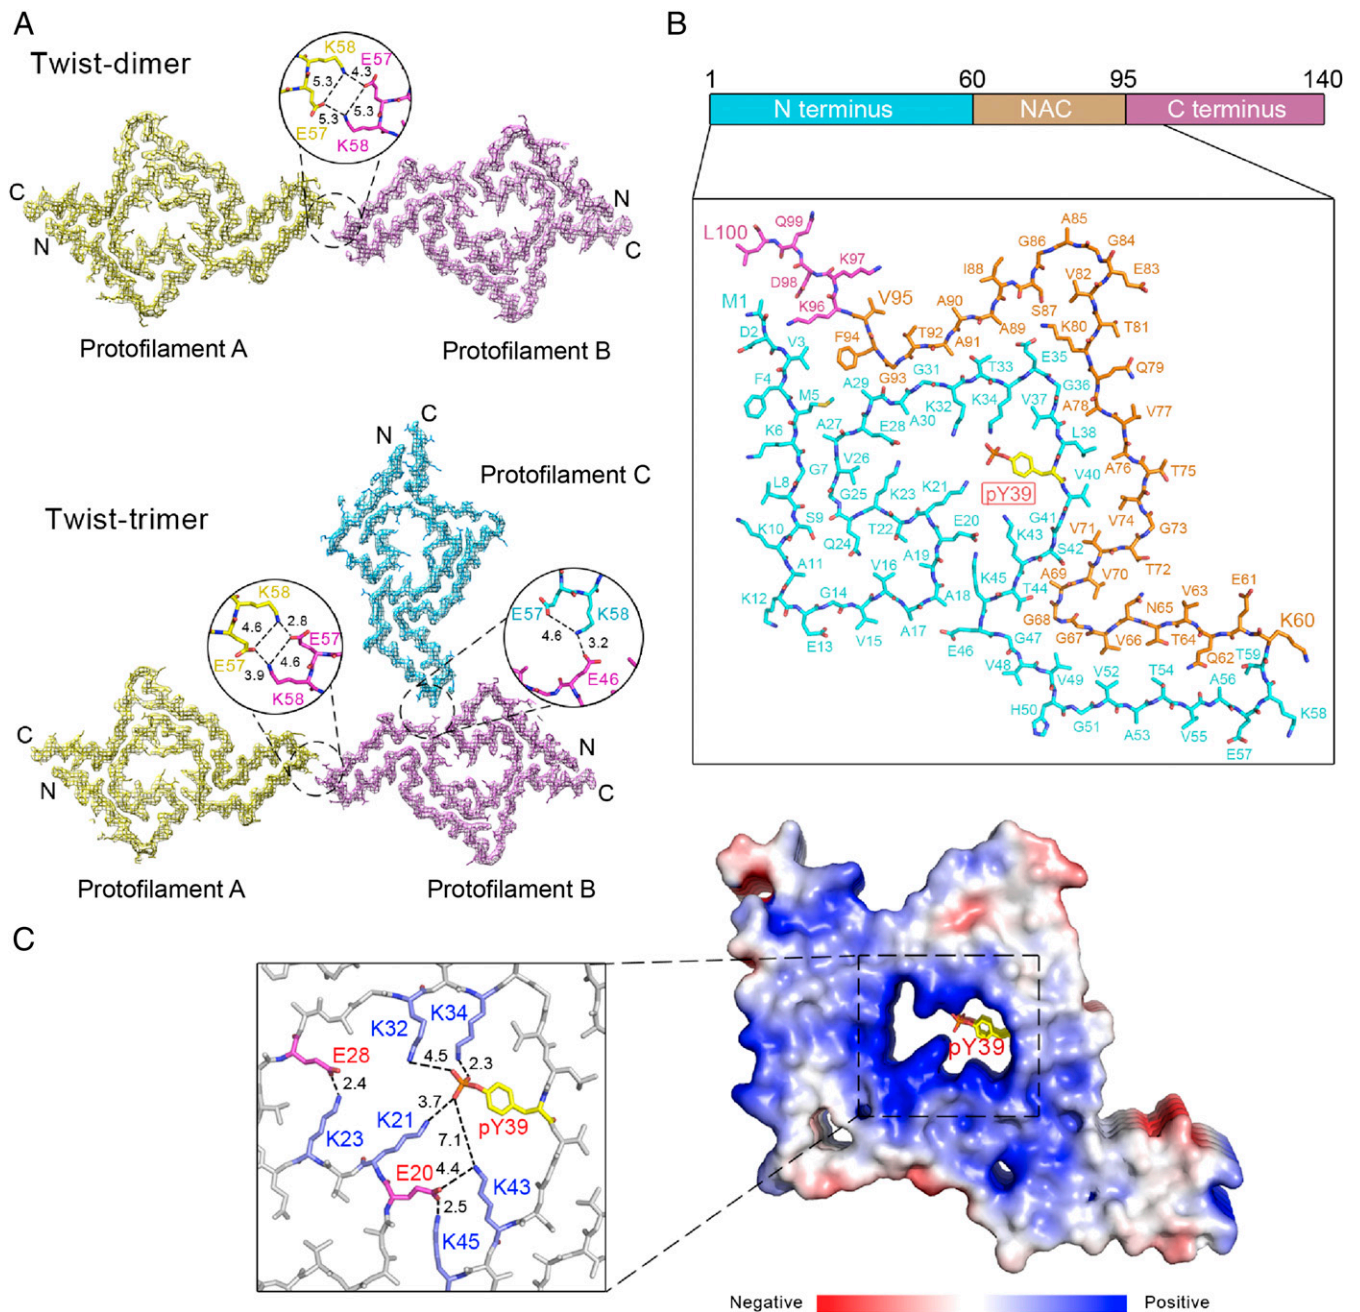 A
Twist-dimer
K58
E57
5.3
4.3
5.3
5.3
E57
K58
C
N
N
C
Protofilament A
Protofilament B
C
N
Protofilament C
Twist-trimer
K58
2.8
4.6
E57
4.6
E57
3.9
K58
E57
K58
4.6
3.2
E46
C
N
N
C
Protofilament A
Protofilament B
B
1
60
95
140
N terminus
NAC
C terminus
L100
Q99
D98
K97
K96
V95
M1
D2
V3
F4
M5
K6
G7
L8
S9
K10
A11
K12
E13
G14
V15
V16
A17
A18
A19
E20
K21
T22
K23
Q24
G25
V26
A27
E28
A29
A30
G31
K32
T33
K34
E35
G36
V37
L38
pY39
V40
G41
S42
K43
T44
K45
E46
G47
V48
V49
H50
G51
V52
A53
T54
V55
A56
E57
K58
T59
K60
E61
Q62
V63
T64
N65
V66
G67
G68
A69
V70
V71
T72
G73
V74
T75
A76
V77
A78
Q79
K80
T81
V82
E83
G84
A85
G86
S87
I88
A89
A90
A91
T92
G93
F94
C
K32
K34
E28
4.5
2.3
2.4
3.7
pY39
K21
K23
7.1
E20
4.4
K43
2.5
K45
pY39
Negative
Positive